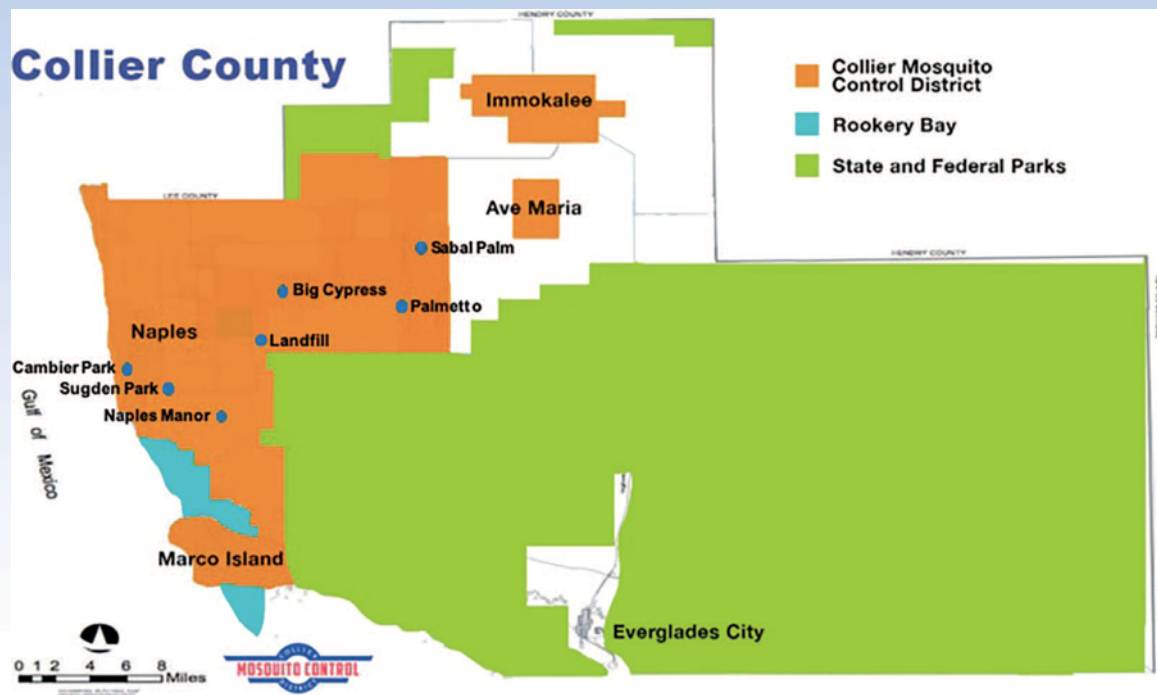 HENDRY COUNTY
Collier County
Collier Mosquito
Control District
Rookery Bay
State and Federal Parks
Immokalee
LEE COUNTY
Ave Maria
Sabal Palm
HENDRY COUNTY
Big Cypress
Palmetto
Naples
Landfill
Cambier Park
Sugden Park
Naples Manor
Gulf of Mexico
Marco Island
Everglades City
0 1 2 4 6 8 Miles
COLLIER
MOSQUITO CONTROL
DISTRICT